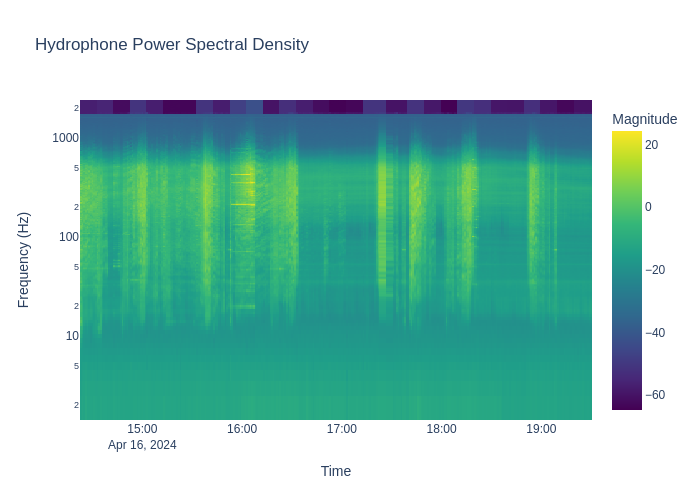 Hydrophone Power Spectral Density
Magnitude
20
0
−20
−40
−60
2
1000
5
2
100
5
2
10
5
2
Frequency (Hz)
15:00 16:00 17:00 18:00 19:00
Apr 16, 2024
Time